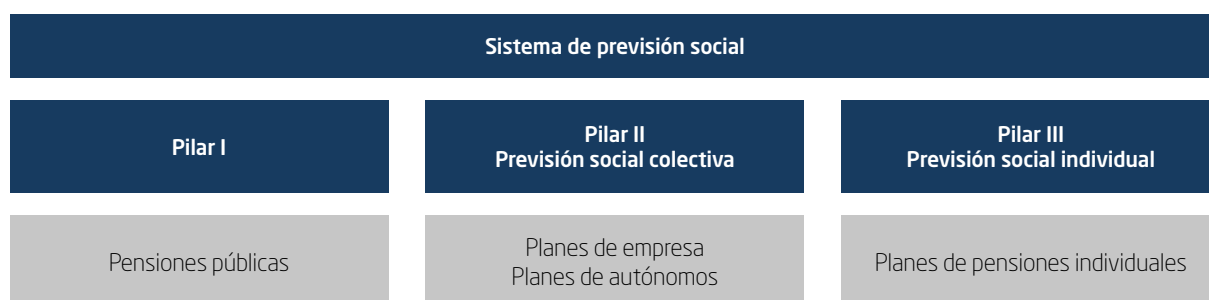 Sistema de previsión social
Pilar I
Pilar II
Previsión social colectiva
Pilar III
Previsión social individual
Pensiones públicas
Planes de empresa
Planes de autónomos
Planes de pensiones individuales